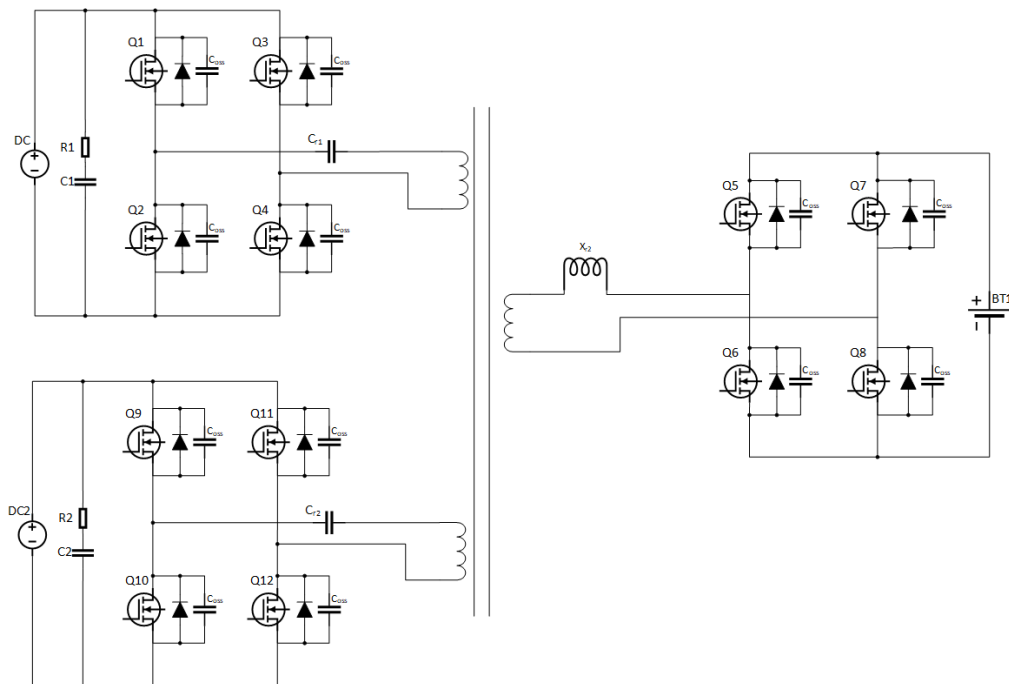 Q1
Q3
Coss
Coss
DC
R1
C1
Cr1
Q2
Q4
Coss
Coss
Q5
Q7
Coss
Coss
Xr2
BT1
Q6
Q8
Coss
Coss
Q9
Q11
Coss
Coss
DC2
R2
C2
Cr2
Q10
Q12
Coss
Coss